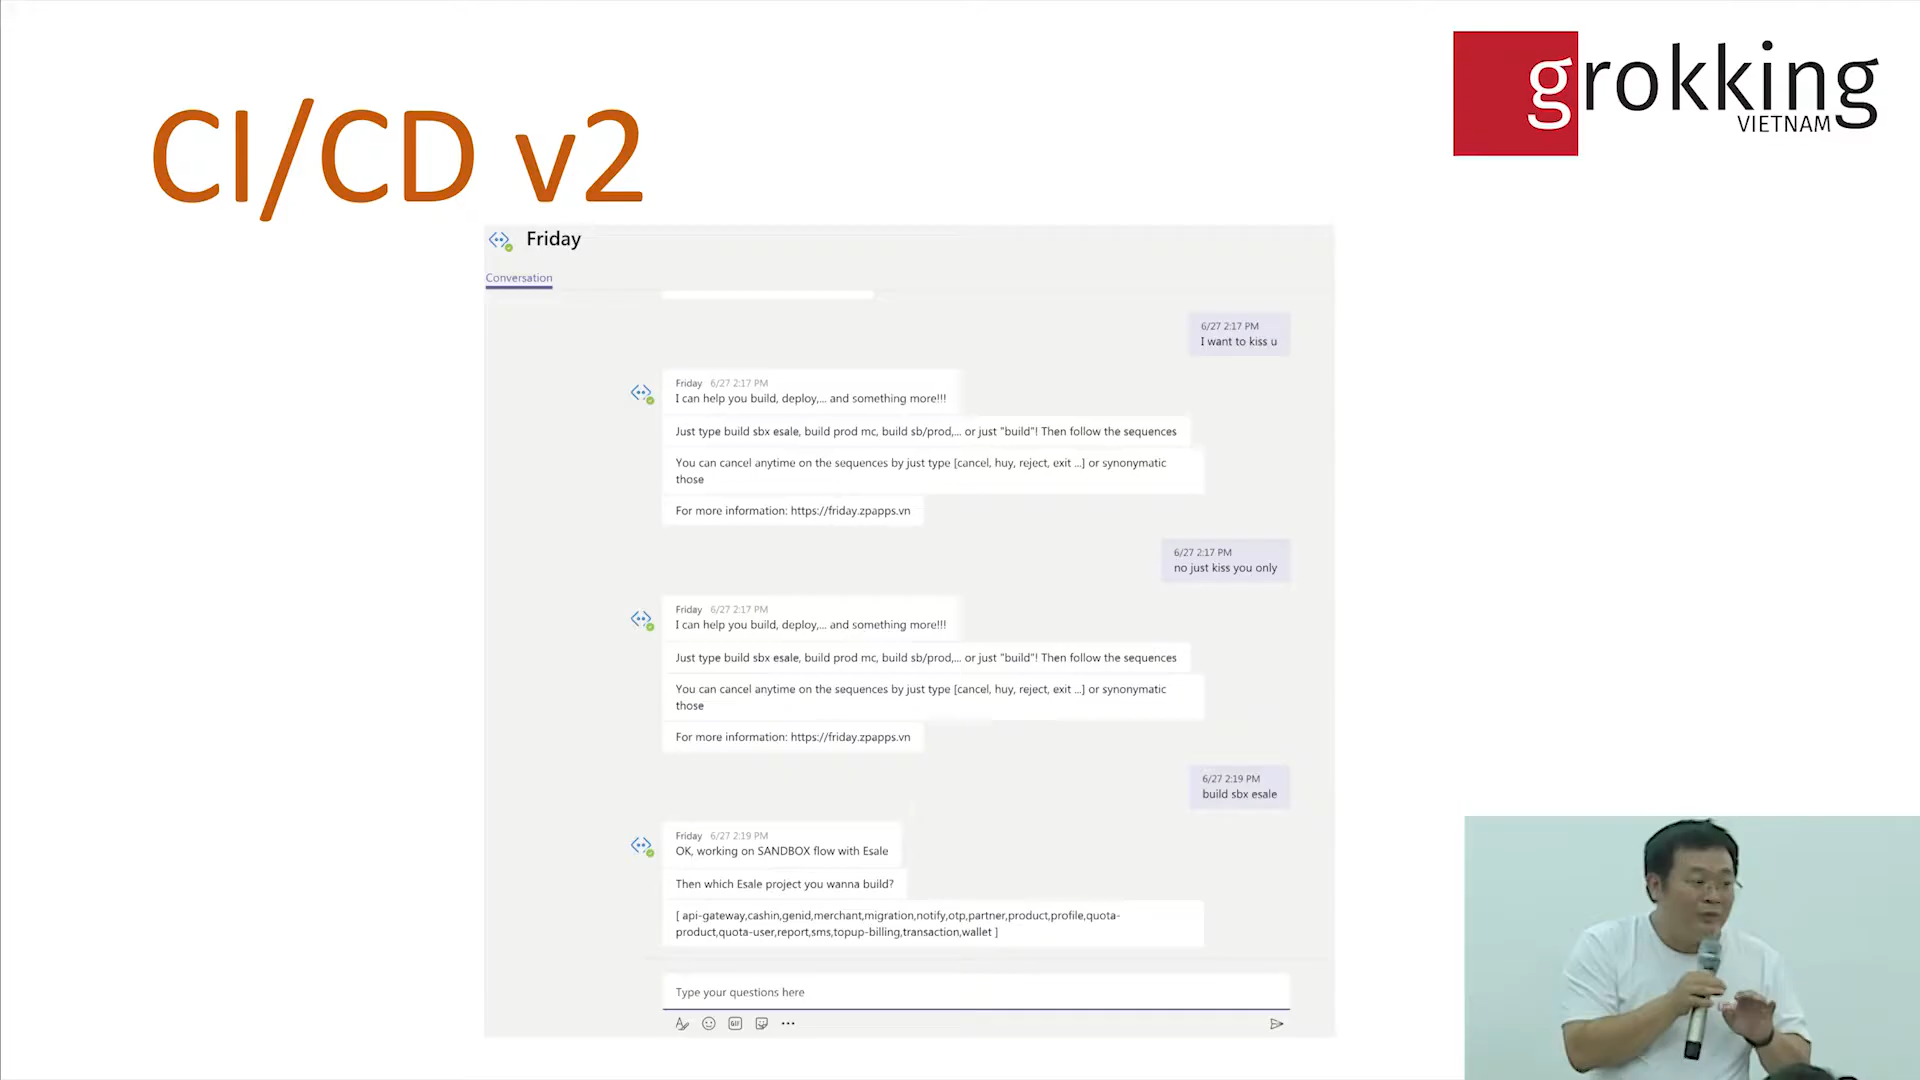 CI/CD v2
grokking
VIETNAM
Friday
Conversation
6/27 2:17 PM
I want to kiss u
Friday 6/27 2:17 PM
I can help you build, deploy,... and something more!!!
Just type build sbx esale, build prod mc, build sb/prod,... or just "build"! Then follow the sequences
You can cancel anytime on the sequences by just type [cancel, huy, reject, exit ...] or synonymatic
those
For more information: https://friday.zpapps.vn
6/27 2:17 PM
no just kiss you only
Friday 6/27 2:17 PM
I can help you build, deploy,... and something more!!!
Just type build sbx esale, build prod mc, build sb/prod,... or just "build"! Then follow the sequences
You can cancel anytime on the sequences by just type [cancel, huy, reject, exit ...] or synonymatic
those
For more information: https://friday.zpapps.vn
6/27 2:19 PM
build sbx esale
Friday 6/27 2:19 PM
OK, working on SANDBOX flow with Esale
Then which Esale project you wanna build?
[ api-gateway,cashin,genid,merchant,migration,notify,otp,partner,product,profile,quota-
product,quota-user,report,sms,topup-billing,transaction,wallet ]
Type your questions here
GIF